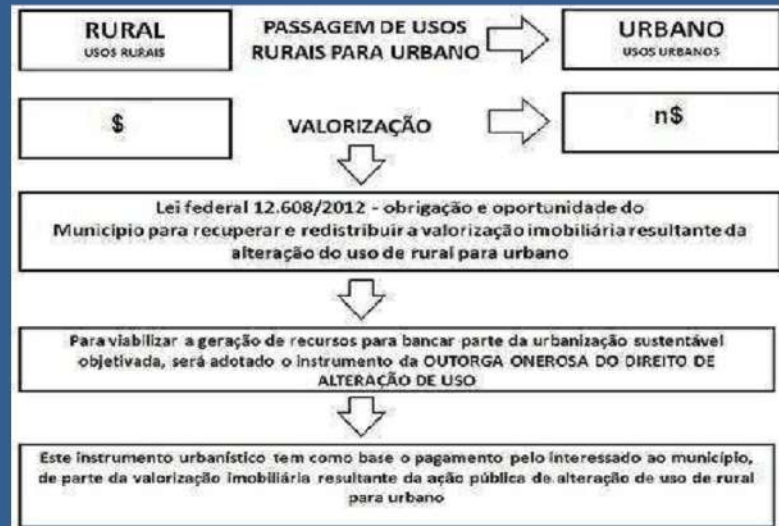 RURAL
USOS RURAIS
PASSAGEM DE USOS
RURAIS PARA URBANO
URBANO
USOS URBANOS
$
VALORIZAÇÃO
n$
Lei federal 12.608/2012 - obrigação e oportunidade do
Município para recuperar e redistribuir a valorização imobiliária resultante da
alteração do uso de rural para urbano
Para viabilizar a geração de recursos para bancar parte da urbanização sustentável
objetivada, será adotado o instrumento da OUTORGA ONEROSA DO DIREITO DE
ALTERAÇÃO DE USO
Este instrumento urbanístico tem como base o pagamento pelo interessado ao município,
de parte da valorização imobiliária resultante da ação pública de alteração de uso de rural
para urbano